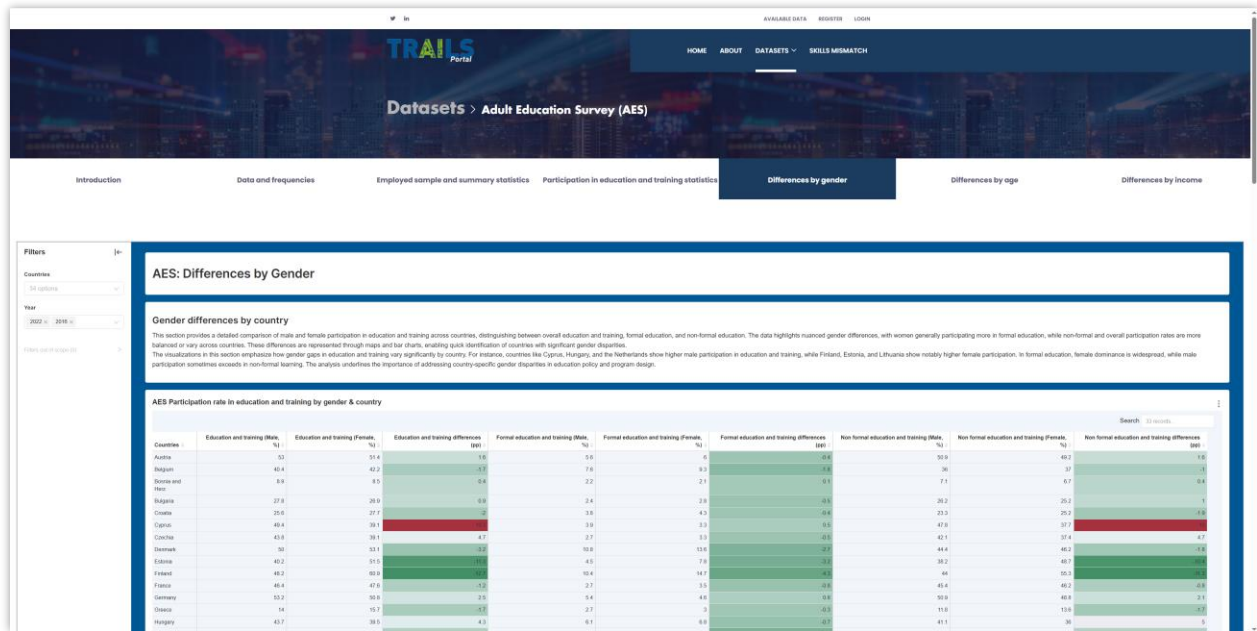 AVAILABLE DATA REGISTER LOGIN
TRAILS
Portal
HOME ABOUT DATASETS SKILLS MISMATCH
Datasets > Adult Education Survey (AES)
Introduction Data and frequencies Employed sample and summary statistics Participation in education and training statistics Differences by gender Differences by age Differences by income
Filters
Countries
54 options
Year
2022 × 2016 ×
AES: Differences by Gender
Gender differences by country
This section provides a detailed comparison of male and female participation in education and training across countries, distinguishing between overall education and training, formal education, and non-formal education. The data highlights nuanced gender differences, with women generally participating more in formal education, while non-formal and overall participation rates are more
balanced or vary across countries. These differences are represented through maps and bar charts, enabling quick identification of countries with significant gender disparities.
The visualizations in this section emphasize how gender gaps in education and training vary significantly by country. For instance, countries like Cyprus, Hungary, and the Netherlands show higher male participation in education and training, while Finland, Estonia, and Lithuania show notably higher female participation. In formal education, female dominance is widespread, while male
participation sometimes exceeds in non-formal learning. The analysis underlines the importance of addressing country-specific gender disparities in education policy and program design.
AES Participation rate in education and training by gender & country
Search
Countries Education and training (Male, %) Education and training (Female, %) Education and training differences (pp) Formal education and training (Male, %) Formal education and training (Female, %) Formal education and training differences (pp) Non formal education and training (Male, %) Non formal education and training (Female, %) Non formal education and training differences (pp)
Austria 53 51.4 1.6 5.6 6 -0.4 50.9 49.2 1.6
Belgium 40.4 42.2 -1.7 7.8 9.3 36 37 -1
Bosnia and Herz 8.9 8.5 0.4 2.2 2.1 0.1 7.1 6.7 0.4
Bulgaria 27.8 26.9 0.9 2.4 2.8 -0.5 26.2 25.2 1
Croatia 25.6 27.7 -2 3.8 4.3 -0.4 23.3 25.2 -1.9
Cyprus 49.4 39.1 3.9 3.3 0.5 47.8 37.7
Czechia 43.8 39.1 4.7 2.7 3.3 -0.5 42.1 37.4 4.7
Denmark 50 53.1 -3.2 10.8 13.6 -2.7 44.4 46.2 -1.8
Estonia 40.2 51.5 4.5 7.8 38.2 48.7
Finland 48.2 60.9 10.4 14.7 44 55.3
France 46.4 47.6 -1.2 2.7 3.5 45.4 46.2 -0.8
Germany 53.2 50.8 2.5 5.4 4.6 0.8 50.9 48.8 2.1
Greece 14 15.7 -1.7 2.7 3 -0.3 11.8 13.6 -1.7
Hungary 43.7 39.5 4.3 6.1 6.8 -0.7 41.1 36 5